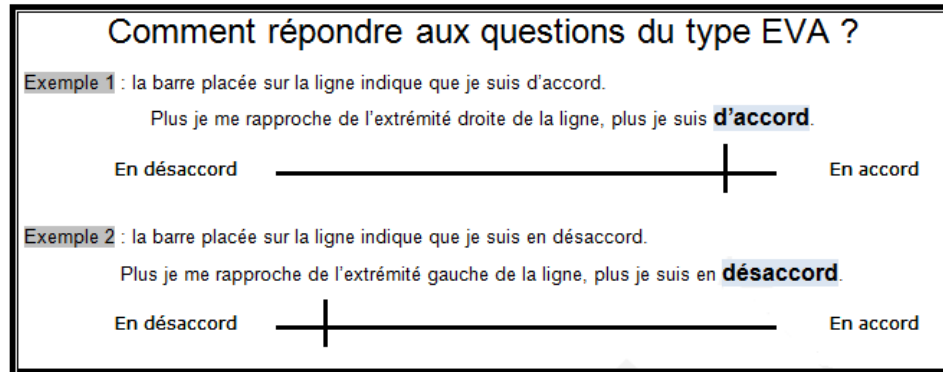 Comment répondre aux questions du type EVA ?
Exemple 1 : la barre placée sur la ligne indique que je suis d'accord.
Plus je me rapproche de l'extrémité droite de la ligne, plus je suis d'accord.
En désaccord En accord
Exemple 2 : la barre placée sur la ligne indique que je suis en désaccord.
Plus je me rapproche de l'extrémité gauche de la ligne, plus je suis en désaccord.
En désaccord En accord